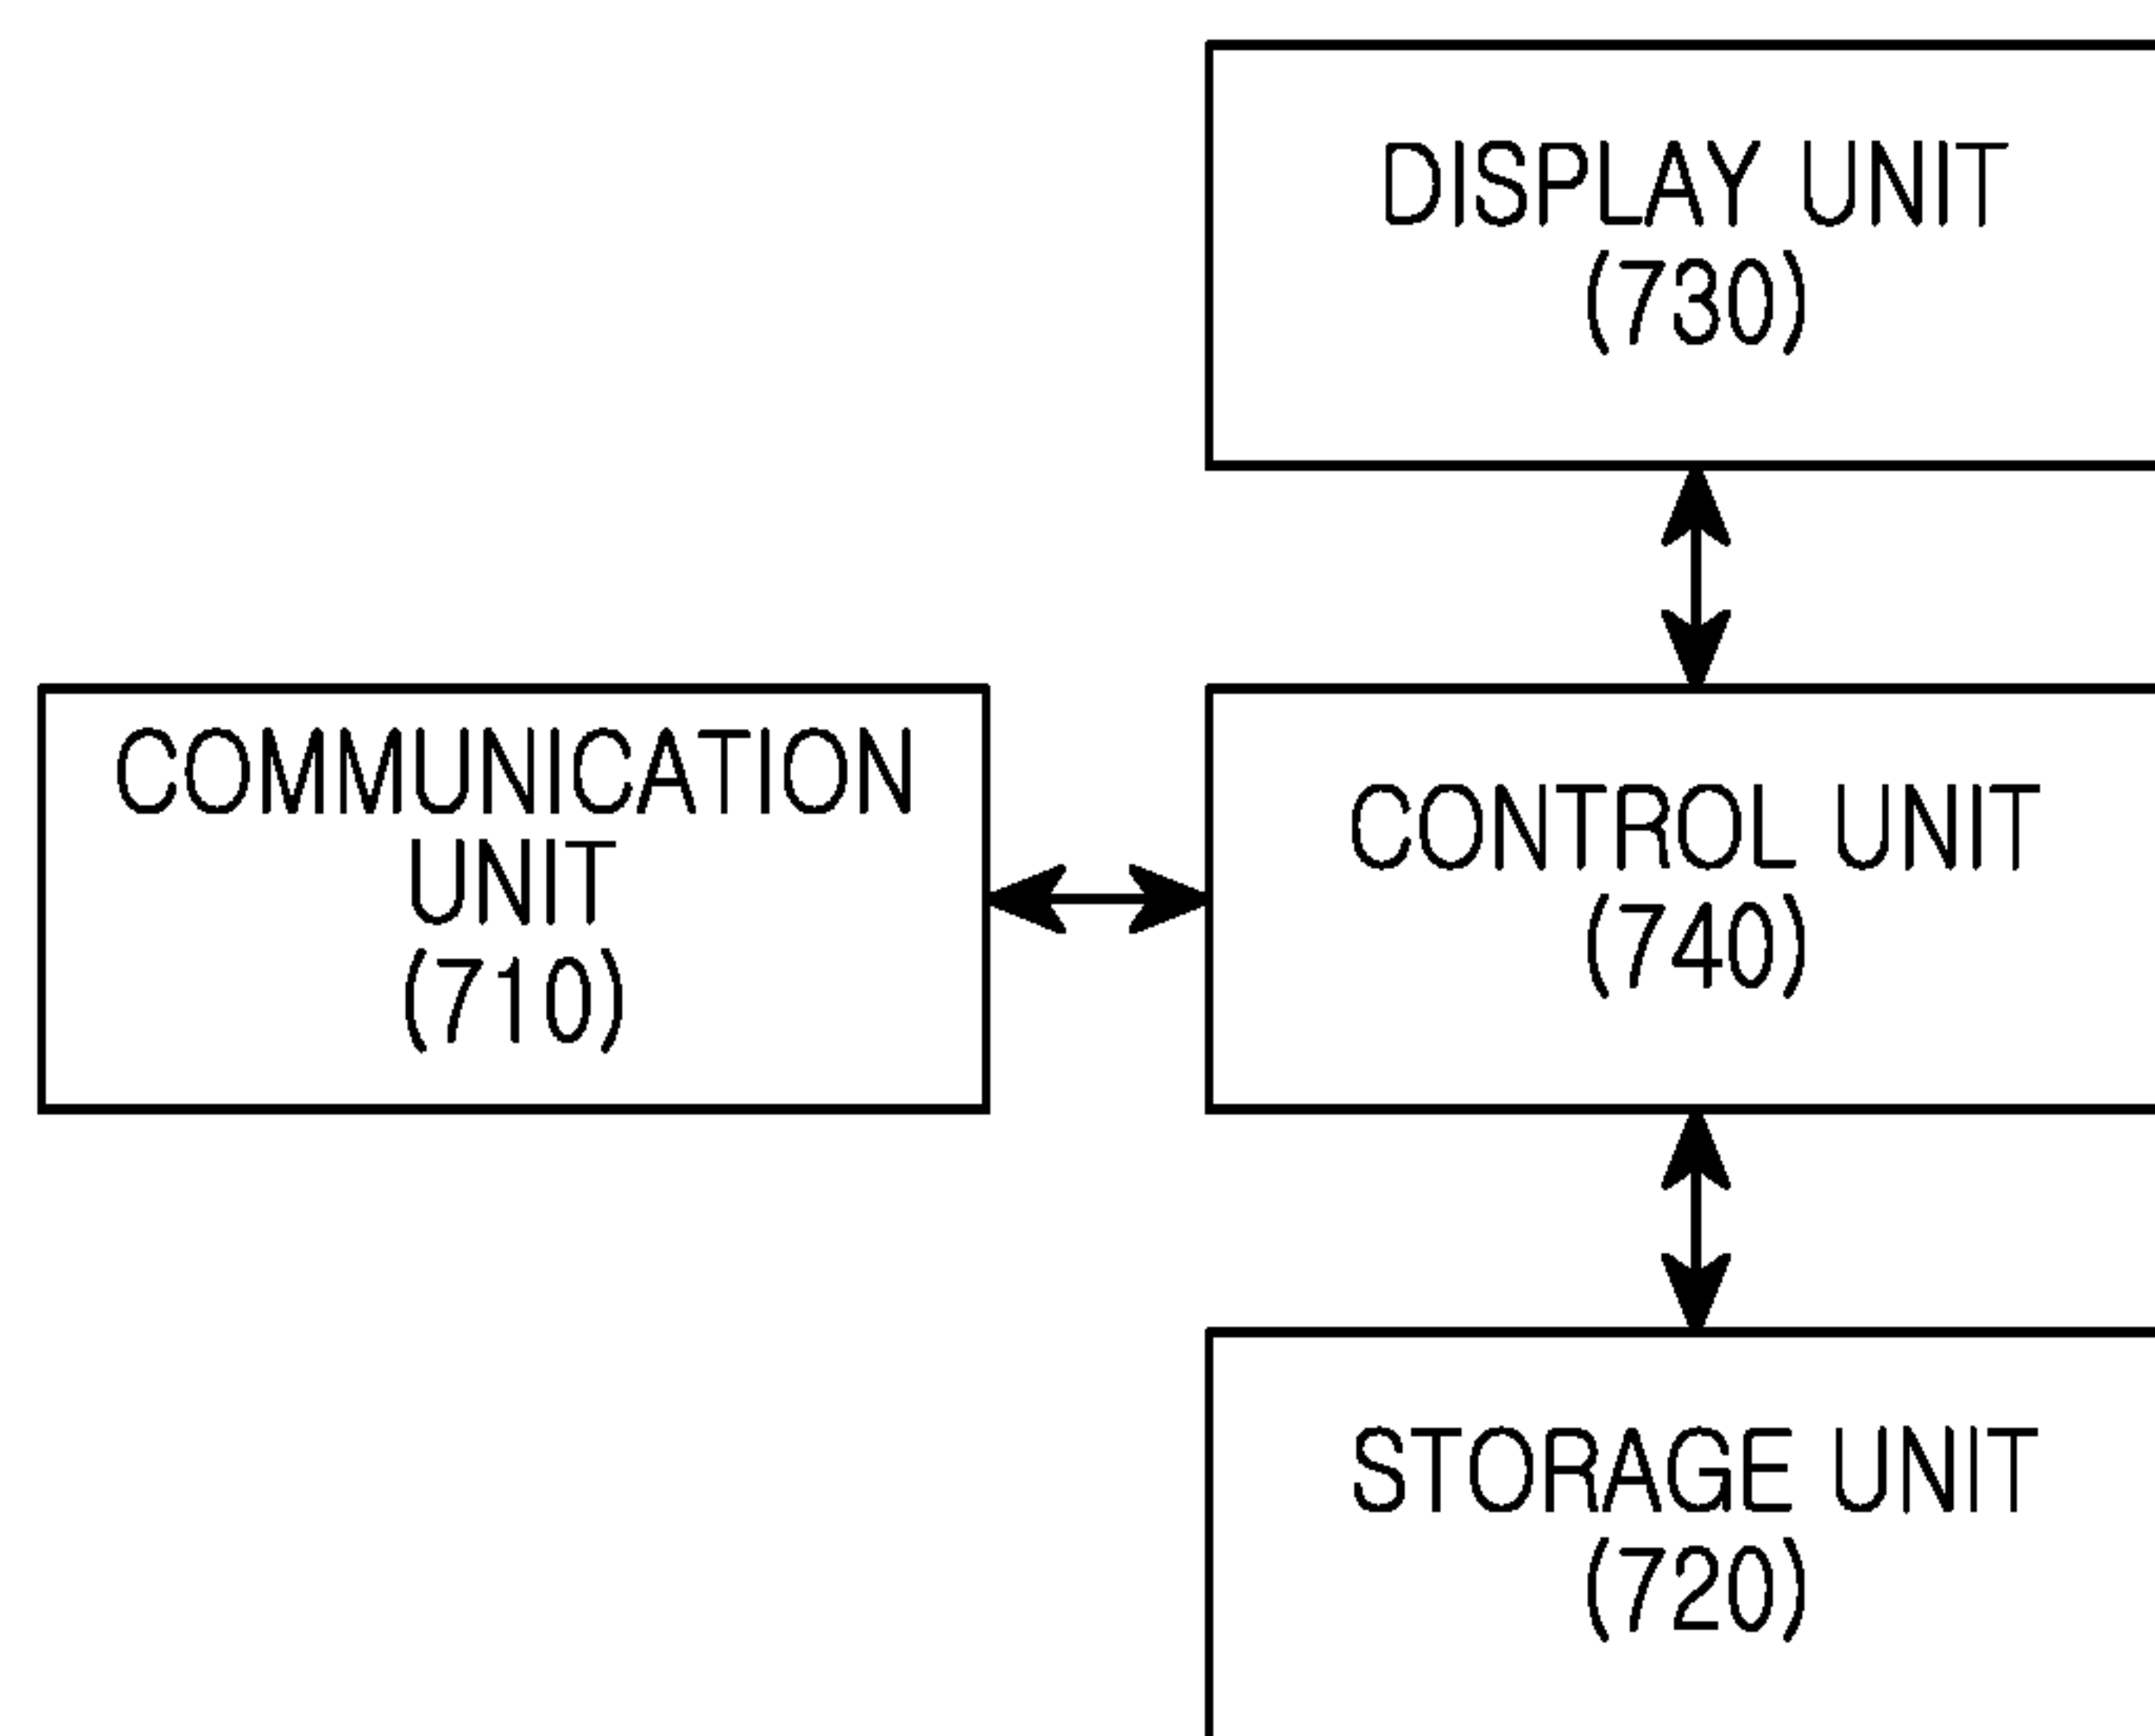 DISPLAY UNIT
(730)
COMMUNICATION
UNIT
(710)
CONTROL UNIT
(740)
STORAGE UNIT
(720)